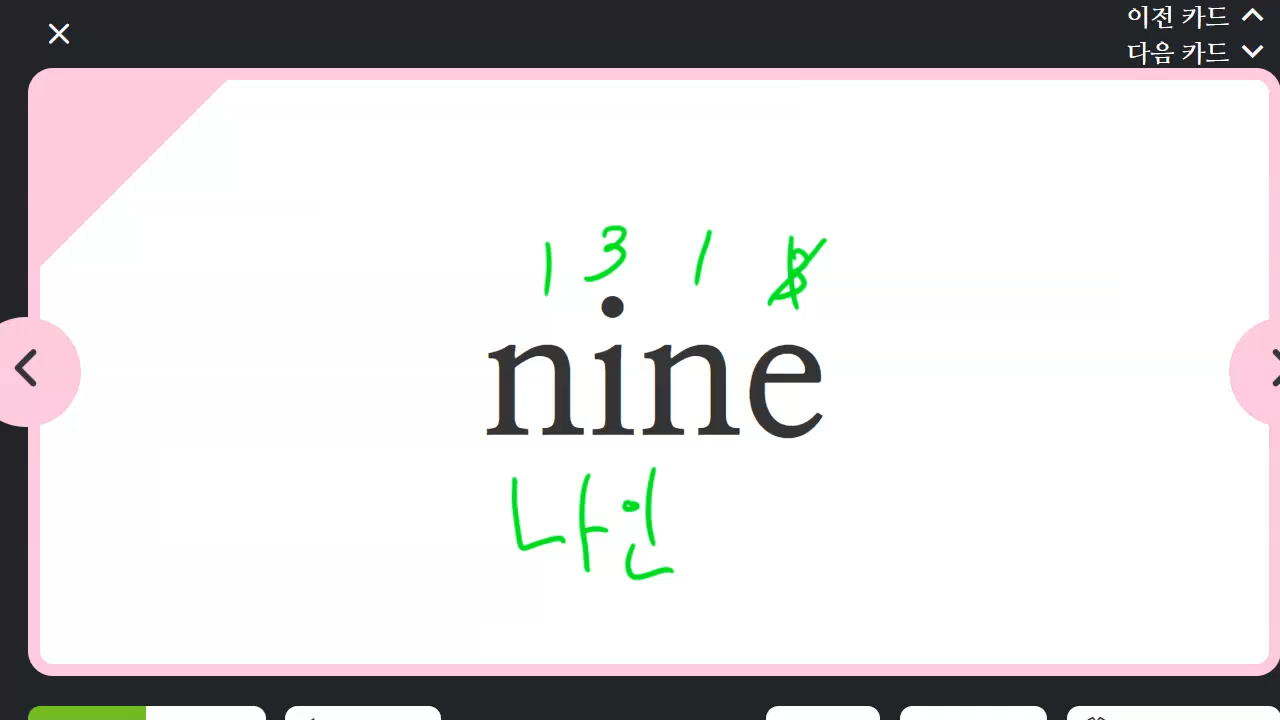 이전 카드
다음 카드
1 3 1
nine
나인